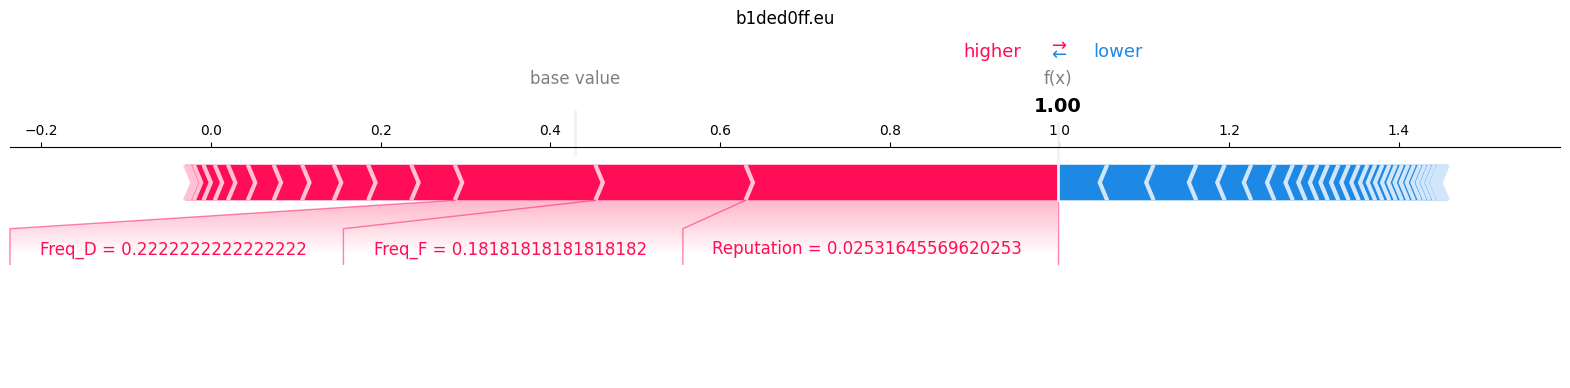 b1ded0ff.eu
higher ⇄ lower
base value f(x)
1.00
−0.2 0.0 0.2 0.4 0.6 0.8 1.0 1.2 1.4
Freq_D = 0.2222222222222222 Freq_F = 0.18181818181818182 Reputation = 0.02531645569620253